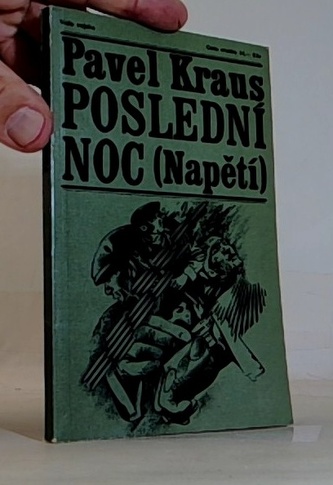 Pavel Kraus
POSLEDNÍ
NOC (Napětí)